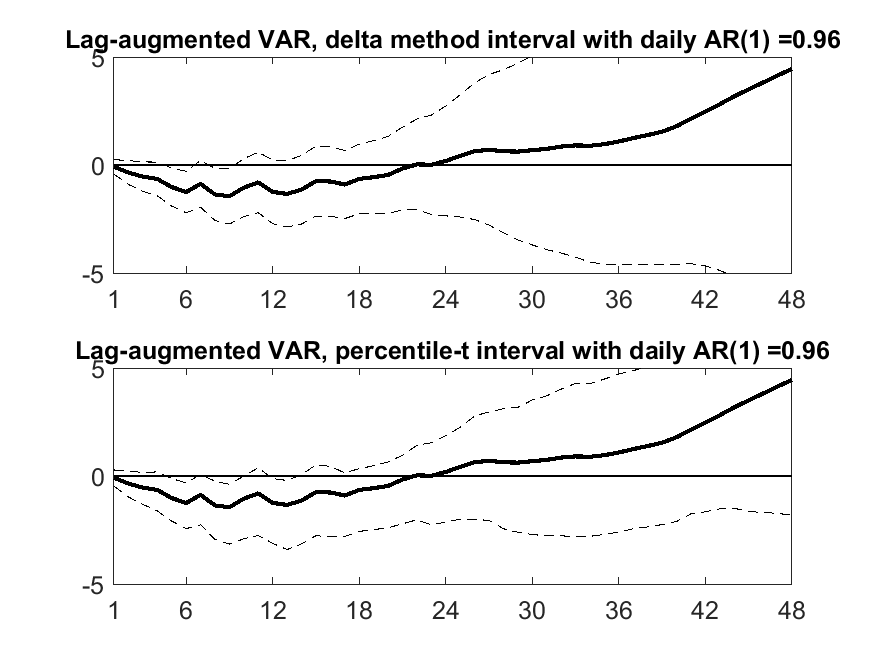 Lag-augmented VAR, delta method interval with daily AR(1) =0.96
5
0
-5
1 6 12 18 24 30 36 42 48
Lag-augmented VAR, percentile-t interval with daily AR(1) =0.96
5
0
-5
1 6 12 18 24 30 36 42 48